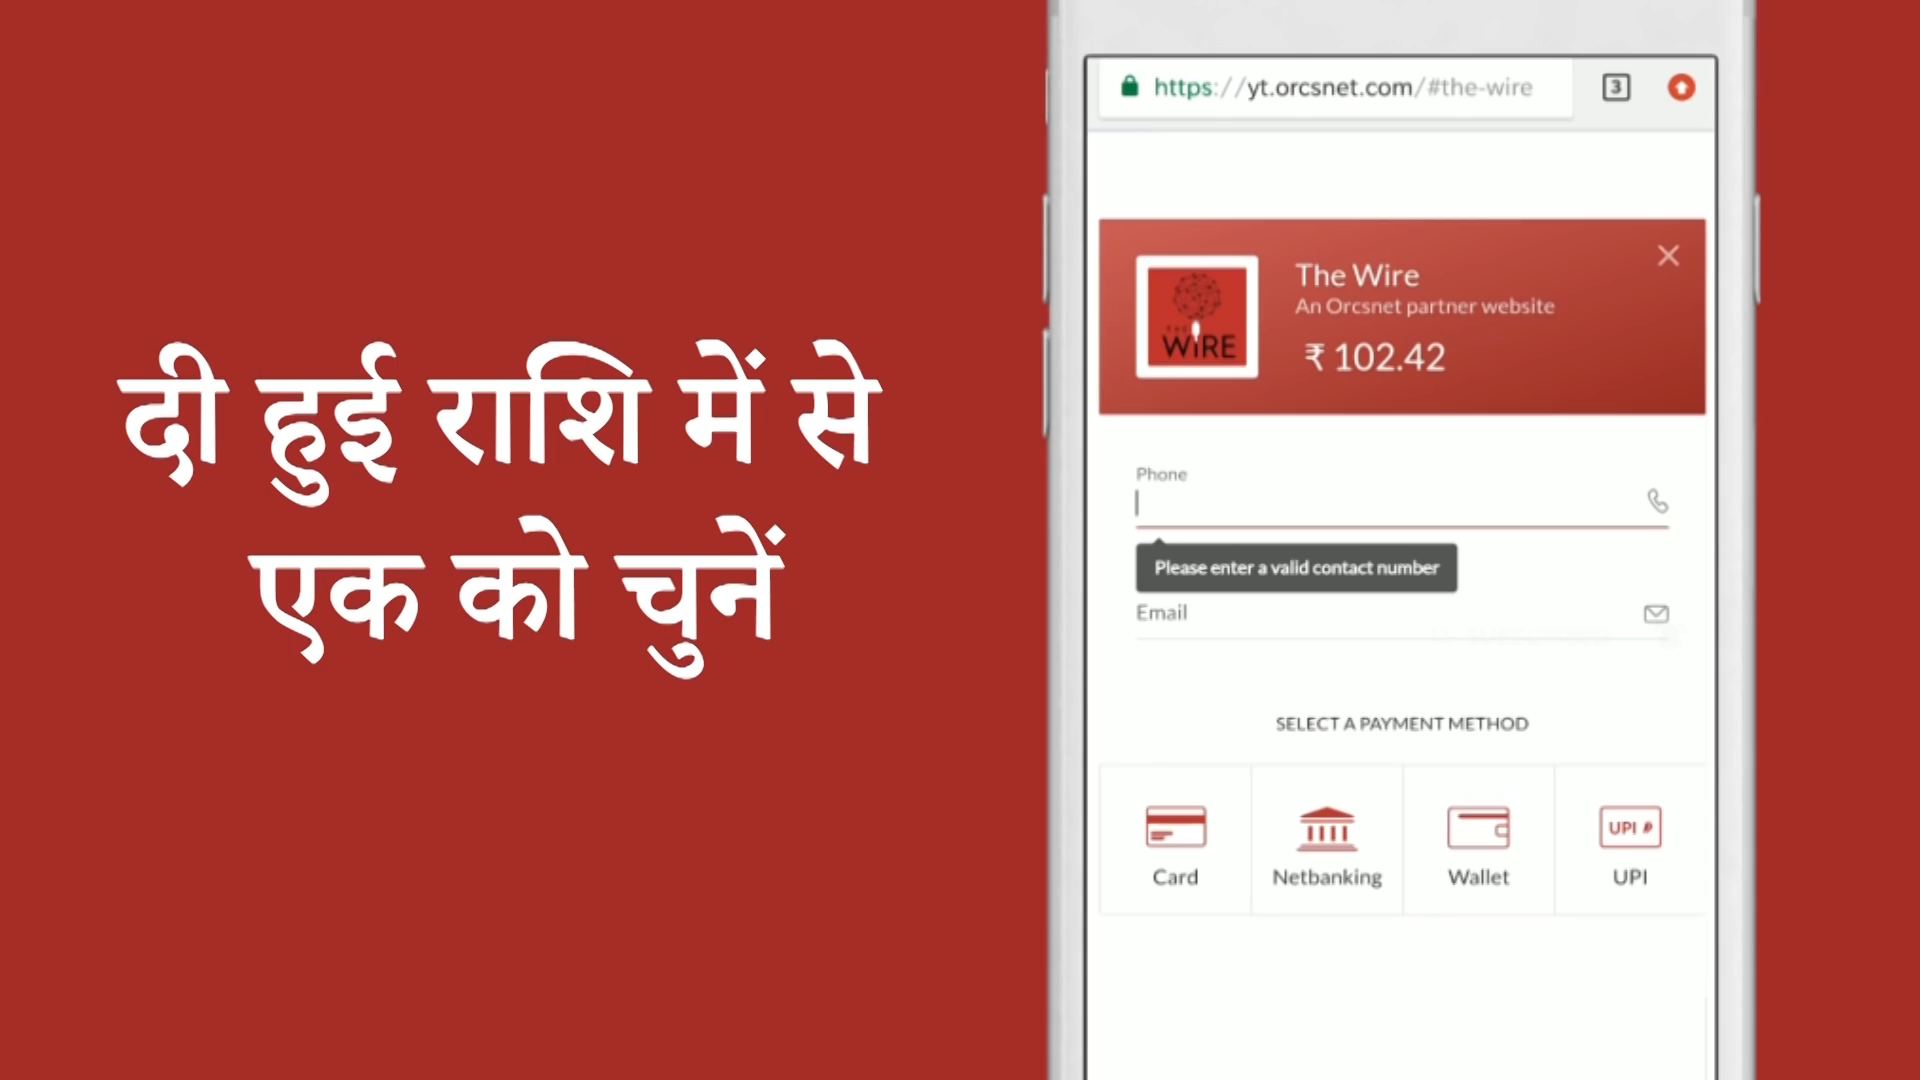 दी हुई राशि में से
एक को चुनें
https://yt.orcsnet.com/#the-wire
3
The Wire
An Orcsnet partner website
₹ 102.42
THE
WIRE
Phone
Please enter a valid contact number
Email
SELECT A PAYMENT METHOD
Card
Netbanking
Wallet
UPI
UPI